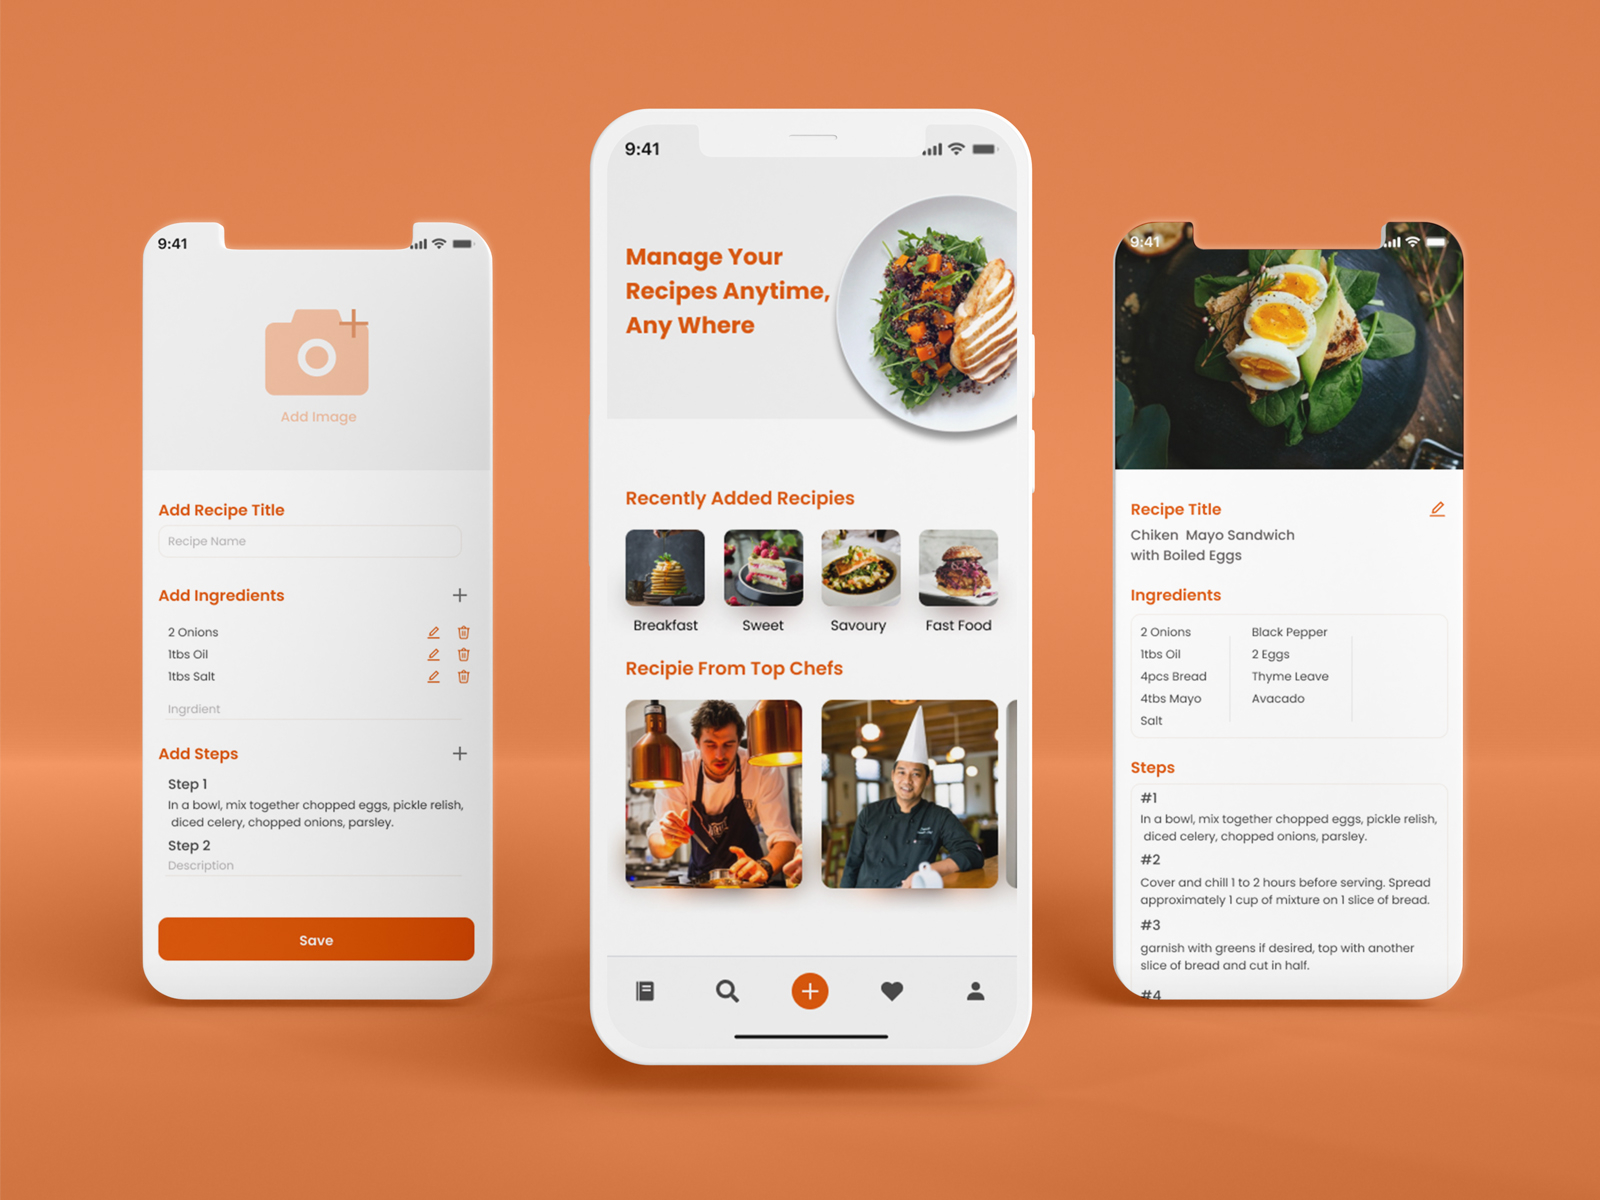 9:41
Add Image
Add Recipe Title
Recipe Name
Add Ingredients
2 Onions
1tbs Oil
1tbs Salt
Ingrdient
Add Steps
Step 1
In a bowl, mix together chopped eggs, pickle relish,
diced celery, chopped onions, parsley.
Step 2
Description
Save
9:41
Manage Your
Recipes Anytime,
Any Where
Recently Added Recipies
Breakfast
Sweet
Savoury
Fast Food
Recipie From Top Chefs
9:41
Recipe Title
Chiken Mayo Sandwich
with Boiled Eggs
Ingredients
2 Onions
1tbs Oil
4pcs Bread
4tbs Mayo
Salt
Black Pepper
2 Eggs
Thyme Leave
Avacado
Steps
#1
In a bowl, mix together chopped eggs, pickle relish,
diced celery, chopped onions, parsley.
#2
Cover and chill 1 to 2 hours before serving. Spread
approximately 1 cup of mixture on 1 slice of bread.
#3
garnish with greens if desired, top with another
slice of bread and cut in half.
#4